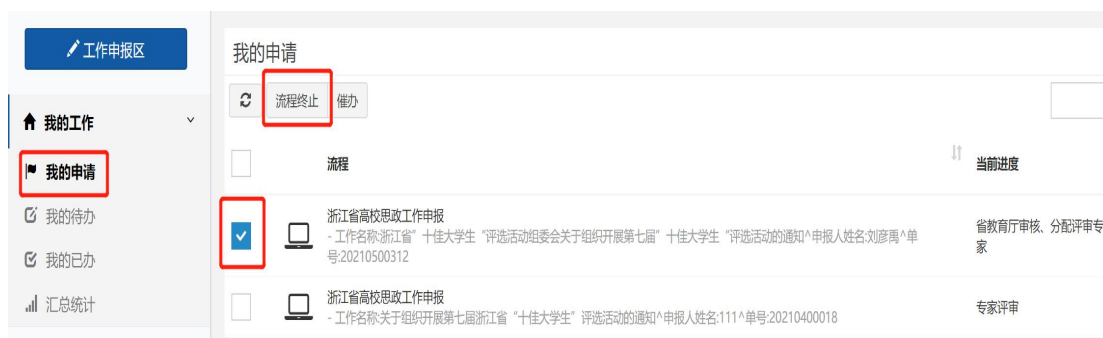 工作申报区
我的工作
我的申请
我的待办
我的已办
汇总统计
我的申请
流程终止 催办
流程 当前进度
浙江省高校思政工作申报
- 工作名称:浙江省”十佳大学生“评选活动组委会关于组织开展第七届”十佳大学生“评选活动的通知^申报人姓名:刘彦禹^单
号:20210500312
省教育厅审核、分配评审专
家
浙江省高校思政工作申报
- 工作名称:关于组织开展第七届浙江省“十佳大学生”评选活动的通知^申报人姓名:111^单号:20210400018
专家评审